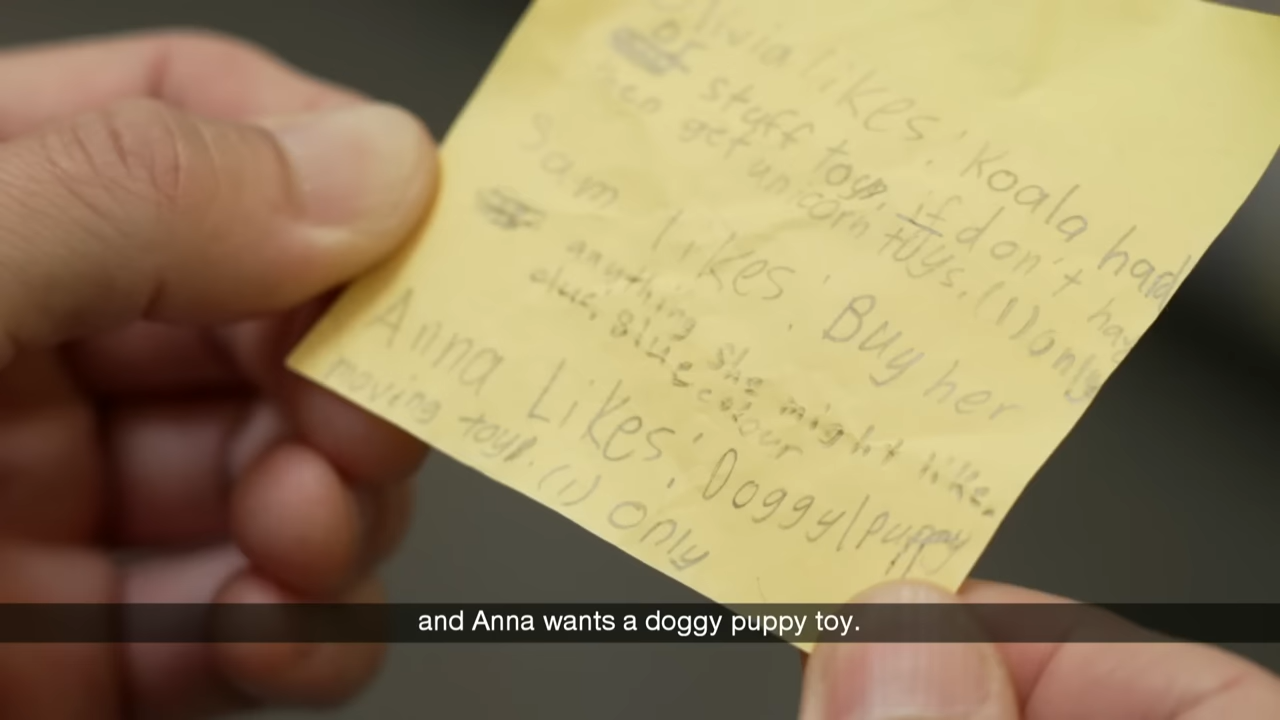 Olivia likes: Koala had
or stuff toy, if don't hav
then get unicorn toys. (1) only
Sam likes: Buy her
anything she might like.
Blue colour
Anna Likes: Doggy/puppy
moving toy. (1) only
and Anna wants a doggy puppy toy.